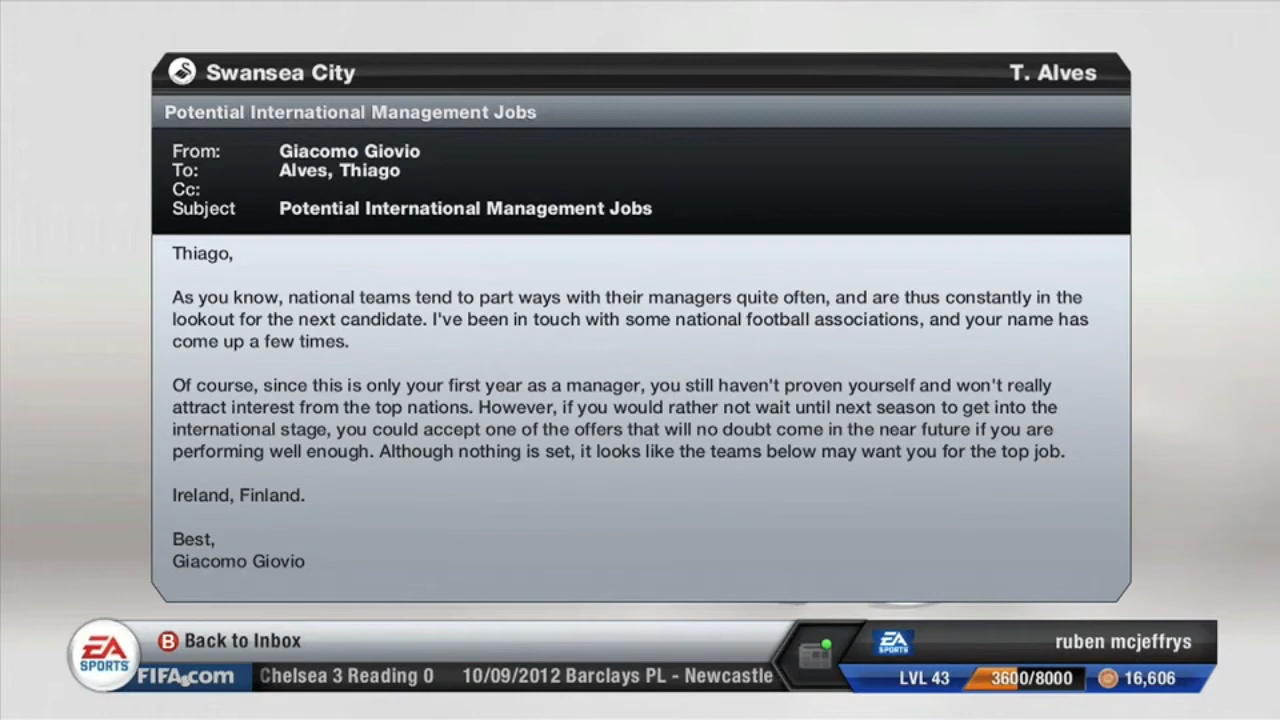 Swansea City T. Alves
Potential International Management Jobs
From: Giacomo Giovio
To: Alves, Thiago
Cc:
Subject Potential International Management Jobs
Thiago,
As you know, national teams tend to part ways with their managers quite often, and are thus constantly in the
lookout for the next candidate. I've been in touch with some national football associations, and your name has
come up a few times.
Of course, since this is only your first year as a manager, you still haven't proven yourself and won't really
attract interest from the top nations. However, if you would rather not wait until next season to get into the
international stage, you could accept one of the offers that will no doubt come in the near future if you are
performing well enough. Although nothing is set, it looks like the teams below may want you for the top job.
Ireland, Finland.
Best,
Giacomo Giovio
EA SPORTS B Back to Inbox EA SPORTS ruben mcjeffrys
FIFA.com Chelsea 3 Reading 0 10/09/2012 Barclays PL - Newcastle LVL 43 3600/8000 16,606